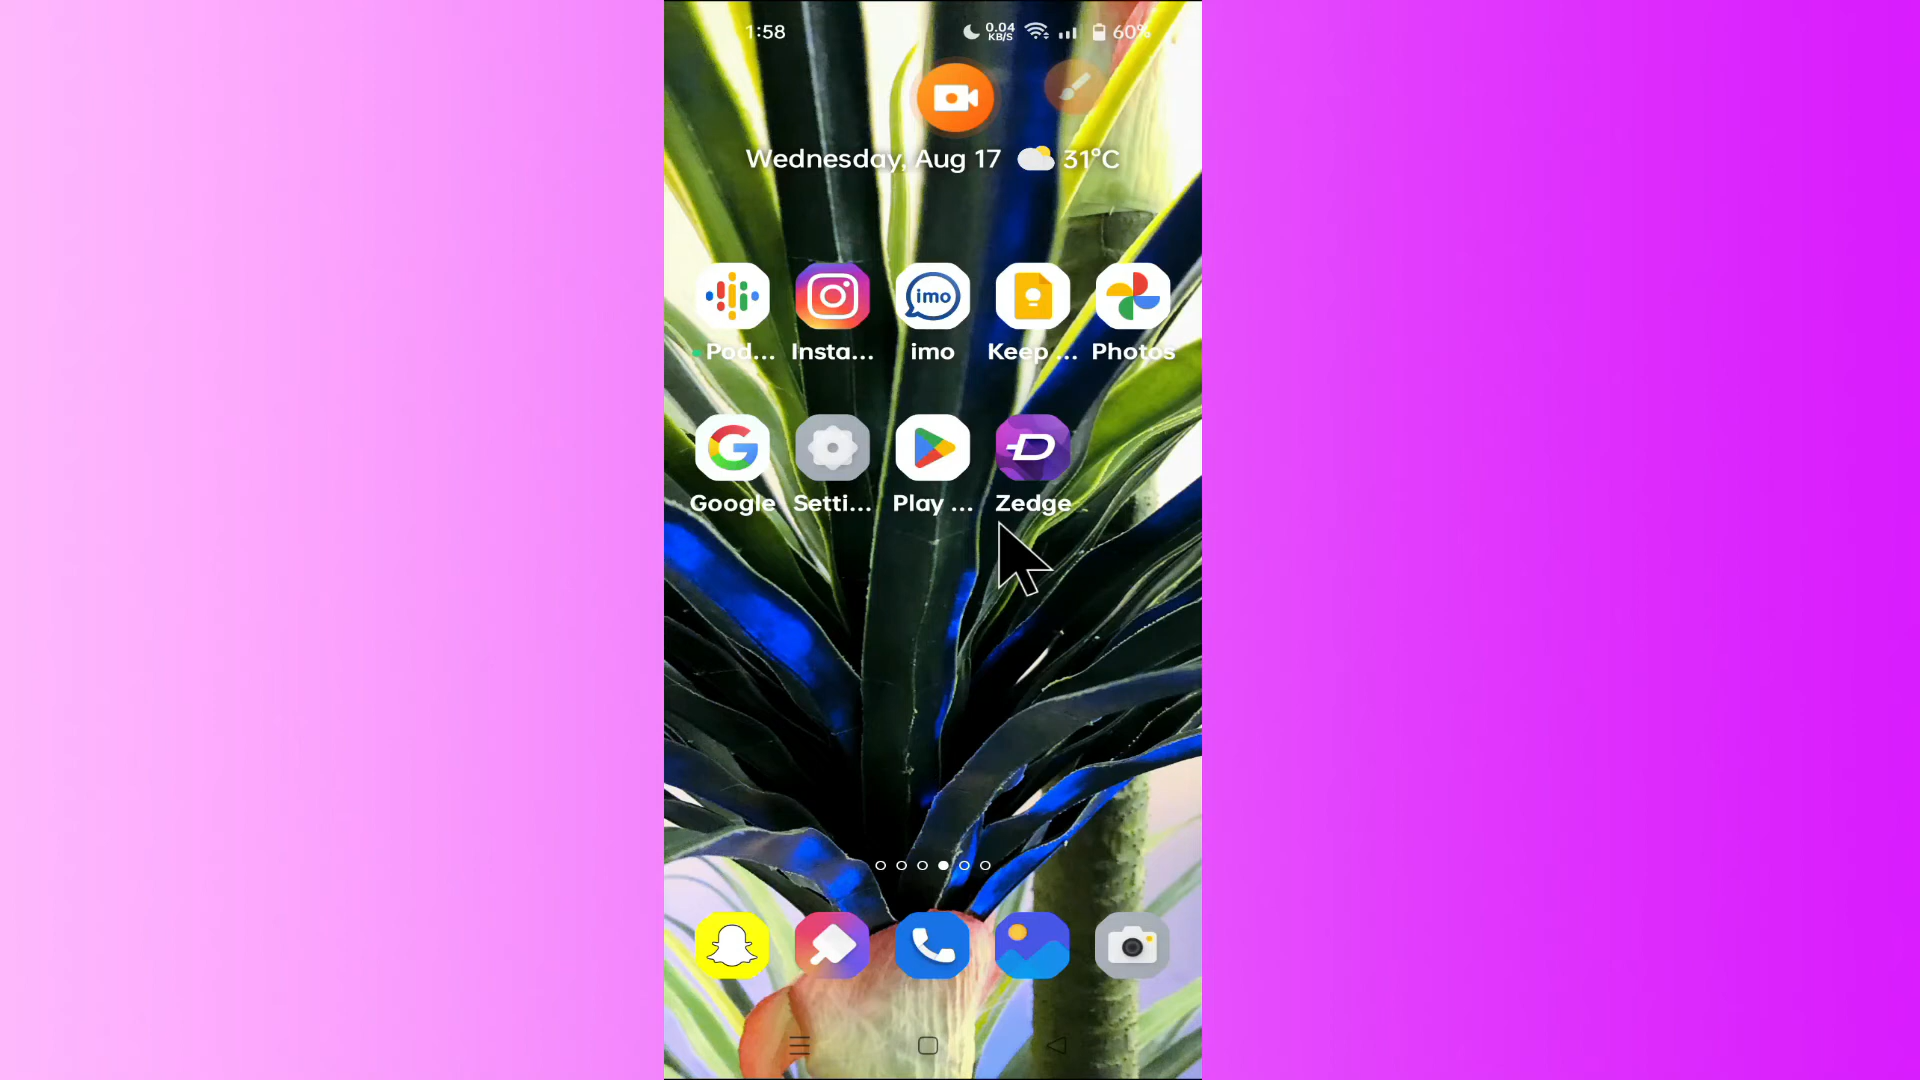 1:58 0.04 KB/S 60%
Wednesday, Aug 17 31°C
imo
Pod... Insta... imo Keep ... Photos
Google Setti... Play ... Zedge